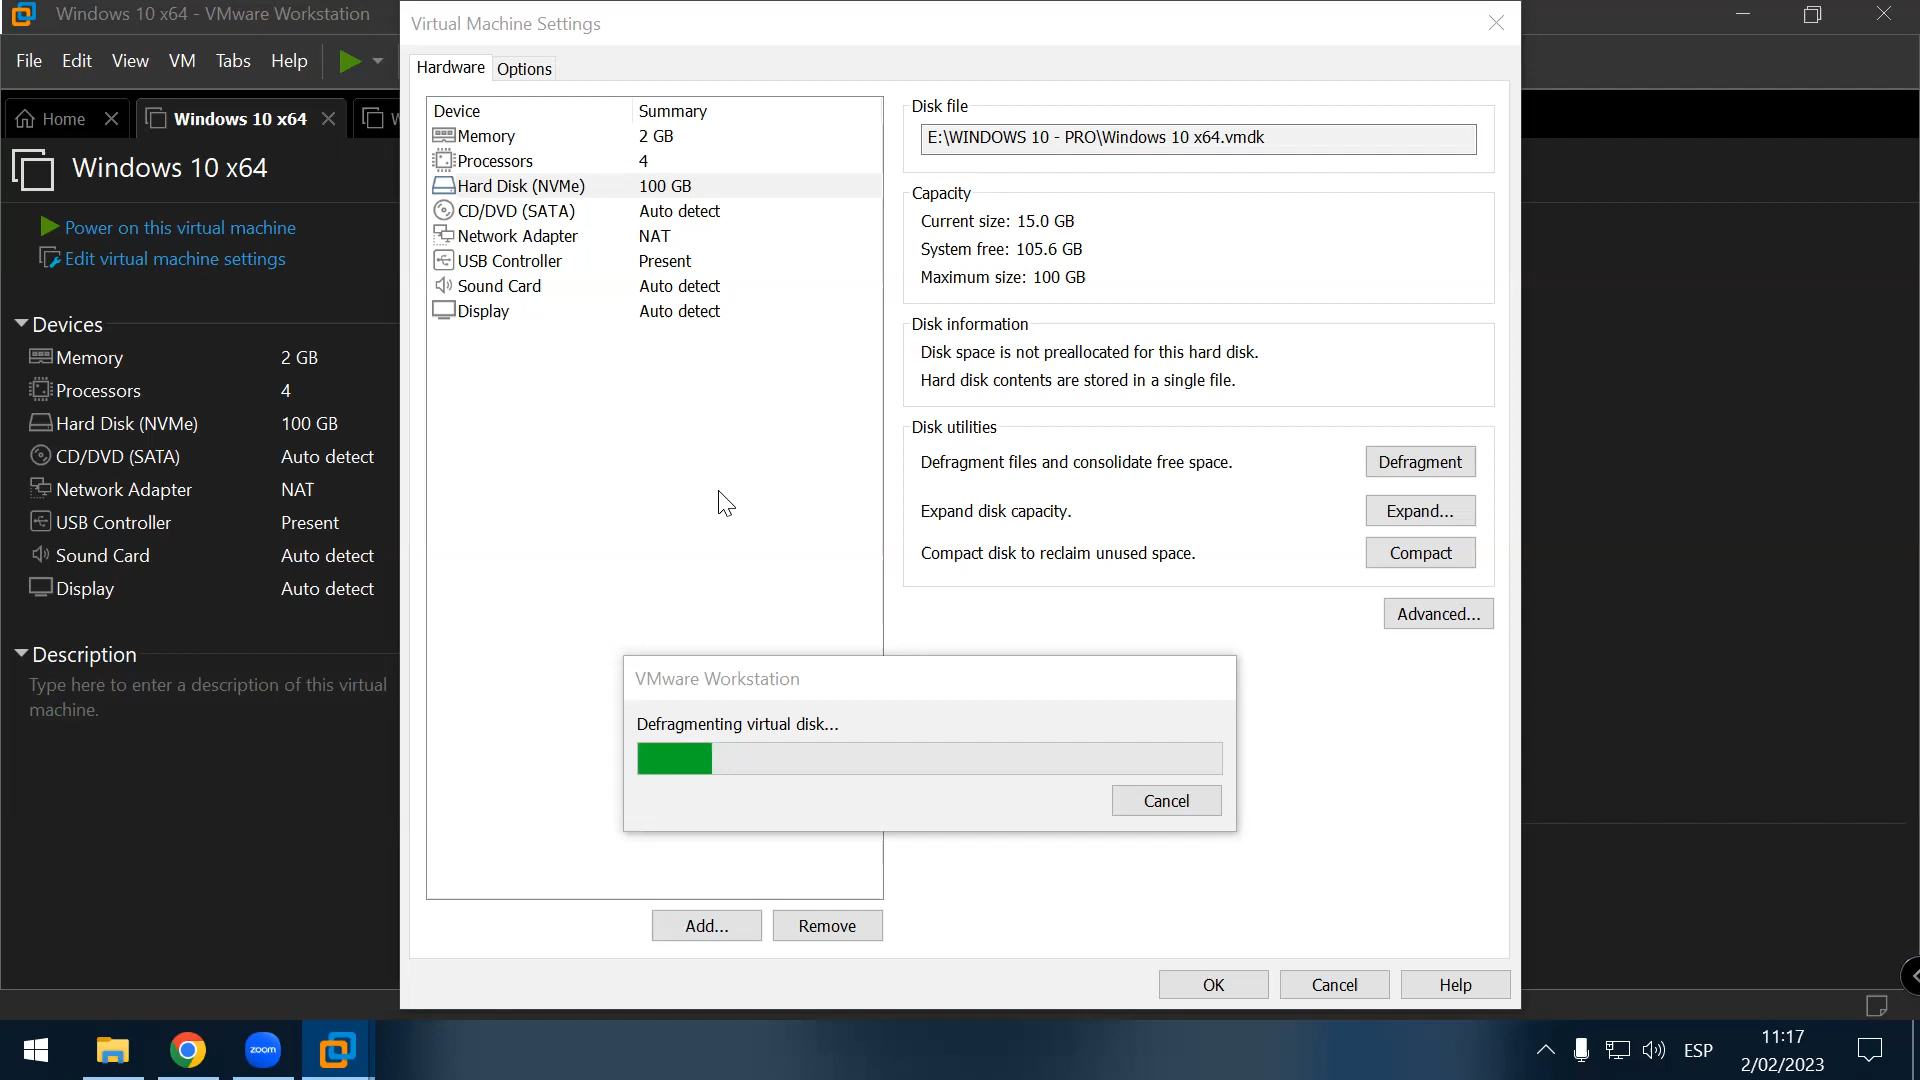 Windows 10 x64 - VMware Workstation
File Edit View VM Tabs Help
Home
Windows 10 x64
Windows 10 x64
Power on this virtual machine
Edit virtual machine settings
Devices
Memory 2 GB
Processors 4
Hard Disk (NVMe) 100 GB
CD/DVD (SATA) Auto detect
Network Adapter NAT
USB Controller Present
Sound Card Auto detect
Display Auto detect
Description
Type here to enter a description of this virtual
machine.
Virtual Machine Settings
Hardware Options
Device Summary
Memory 2 GB
Processors 4
Hard Disk (NVMe) 100 GB
CD/DVD (SATA) Auto detect
Network Adapter NAT
USB Controller Present
Sound Card Auto detect
Display Auto detect
Add... Remove
Disk file
E:\WINDOWS 10 - PRO\Windows 10 x64.vmdk
Capacity
Current size: 15.0 GB
System free: 105.6 GB
Maximum size: 100 GB
Disk information
Disk space is not preallocated for this hard disk.
Hard disk contents are stored in a single file.
Disk utilities
Defragment files and consolidate free space. Defragment
Expand disk capacity. Expand...
Compact disk to reclaim unused space. Compact
Advanced...
VMware Workstation
Defragmenting virtual disk...
Cancel
OK Cancel Help
zoom
ESP
11:17
2/02/2023